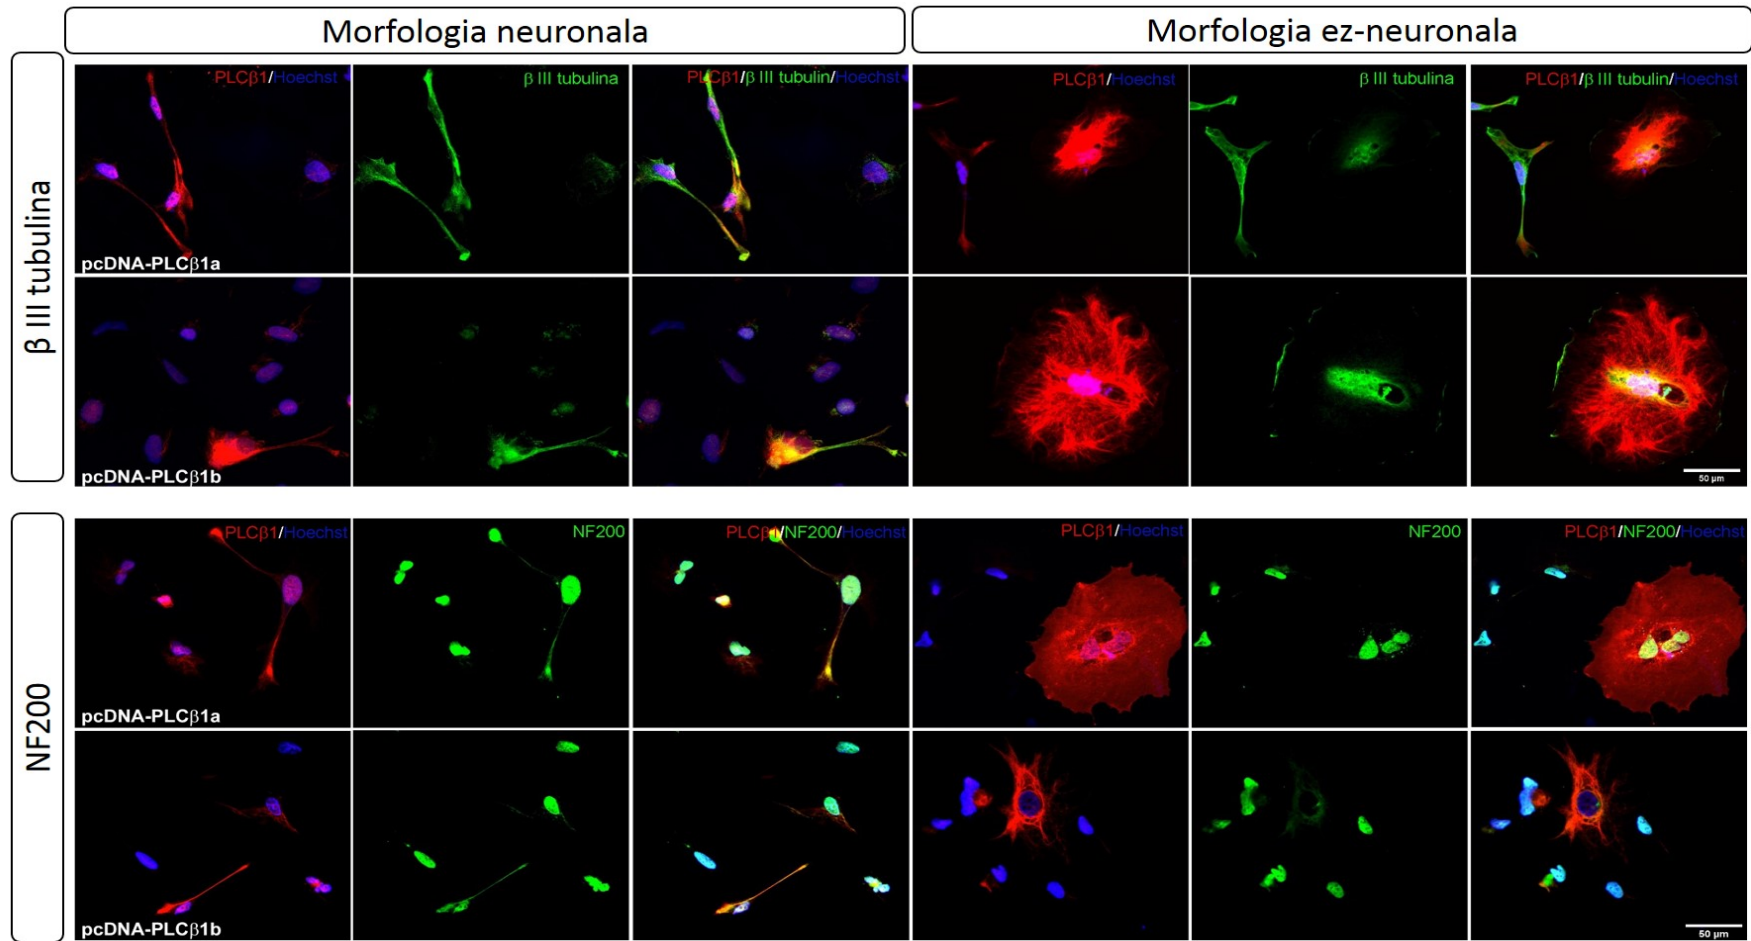 Morfologia neuronala
Morfologia ez-neuronala
β III tubulina
PLCβ1/Hoechst
β III tubulina
PLCβ1/β III tubulin/Hoechst
PLCβ1/Hoechst
β III tubulina
PLCβ1/β III tubulin/Hoechst
pcDNA-PLCβ1a
pcDNA-PLCβ1b
50 µm
NF200
PLCβ1/Hoechst
NF200
PLCβ1/NF200/Hoechst
PLCβ1/Hoechst
NF200
PLCβ1/NF200/Hoechst
pcDNA-PLCβ1a
pcDNA-PLCβ1b
50 µm